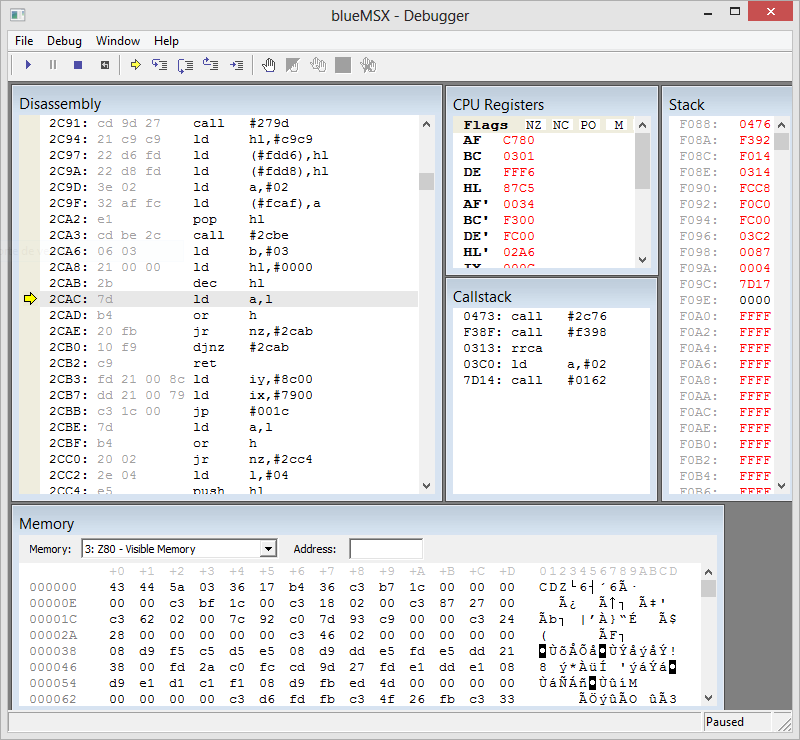 blueMSX - Debugger
File Debug Window Help
Disassembly
2C91: cd 9d 27 call #279d
2C94: 21 c9 c9 ld hl,#c9c9
2C97: 22 d6 fd ld (#fdd6),hl
2C9A: 22 d8 fd ld (#fdd8),hl
2C9D: 3e 02 ld a,#02
2C9F: 32 af fc ld (#fcaf),a
2CA2: e1 pop hl
2CA3: cd be 2c call #2cbe
2CA6: 06 03 ld b,#03
2CA8: 21 00 00 ld hl,#0000
2CAB: 2b dec hl
2CAC: 7d ld a,l
2CAD: b4 or h
2CAE: 20 fb jr nz,#2cab
2CB0: 10 f9 djnz #2cab
2CB2: c9 ret
2CB3: fd 21 00 8c ld iy,#8c00
2CB7: dd 21 00 79 ld ix,#7900
2CBB: c3 1c 00 jp #001c
2CBE: 7d ld a,l
2CBF: b4 or h
2CC0: 20 02 jr nz,#2cc4
2CC2: 2e 04 ld l,#04
2CC4: e5 push hl
CPU Registers
Flags NZ NC PO M
AF C780
BC 0301
DE FFF6
HL 87C5
AF' 0034
BC' F300
DE' FC00
HL' 02A6
IX 000C
Callstack
0473: call #2c76
F38F: call #f398
0313: rrca
03C0: ld a,#02
7D14: call #0162
Stack
F088: 0476
F08A: F392
F08C: F014
F08E: 0314
F090: FCC8
F092: F0C0
F094: FC00
F096: 03C2
F098: 0087
F09A: 0004
F09C: 7D17
F09E: 0000
F0A0: FFFF
F0A2: FFFF
F0A4: FFFF
F0A6: FFFF
F0A8: FFFF
F0AA: FFFF
F0AC: FFFF
F0AE: FFFF
F0B0: FFFF
F0B2: FFFF
F0B4: FFFF
F0B6: FFFF
Memory
Memory: 3: Z80 - Visible Memory Address:
+0 +1 +2 +3 +4 +5 +6 +7 +8 +9 +A +B +C +D 0123456789ABCD
000000 43 44 5a 03 36 17 b4 36 c3 b7 1c 00 00 00 CDZ└6┤´6Ã·
00000E 00 00 c3 bf 1c 00 c3 18 02 00 c3 87 27 00 Ã¿ Ã↑┐ Ã‡'
00001C c3 62 02 00 7c 92 c0 7d 93 c9 00 00 c3 24 Ãb┐ |’À}“É Ã$
00002A 28 00 00 00 00 00 c3 46 02 00 00 00 00 00 ( ÃF┐
000038 08 d9 f5 c5 d5 e5 08 d9 dd e5 fd e5 dd 21 ◘ÙõÅÕå◘ÙÝåýåÝ!
000046 38 00 fd 2a c0 fc cd 9d 27 fd e1 dd e1 08 8 ý*ÀüÍ 'ýáÝá◘
000054 d9 e1 d1 c1 f1 08 d9 fb ed 4d 00 00 00 00 ÙáÑÁñ◘ÙûíM
000062 00 00 00 00 c3 d6 fd fb c3 4f 26 fb c3 33 ÃÖýûÃO ûÃ3
Paused